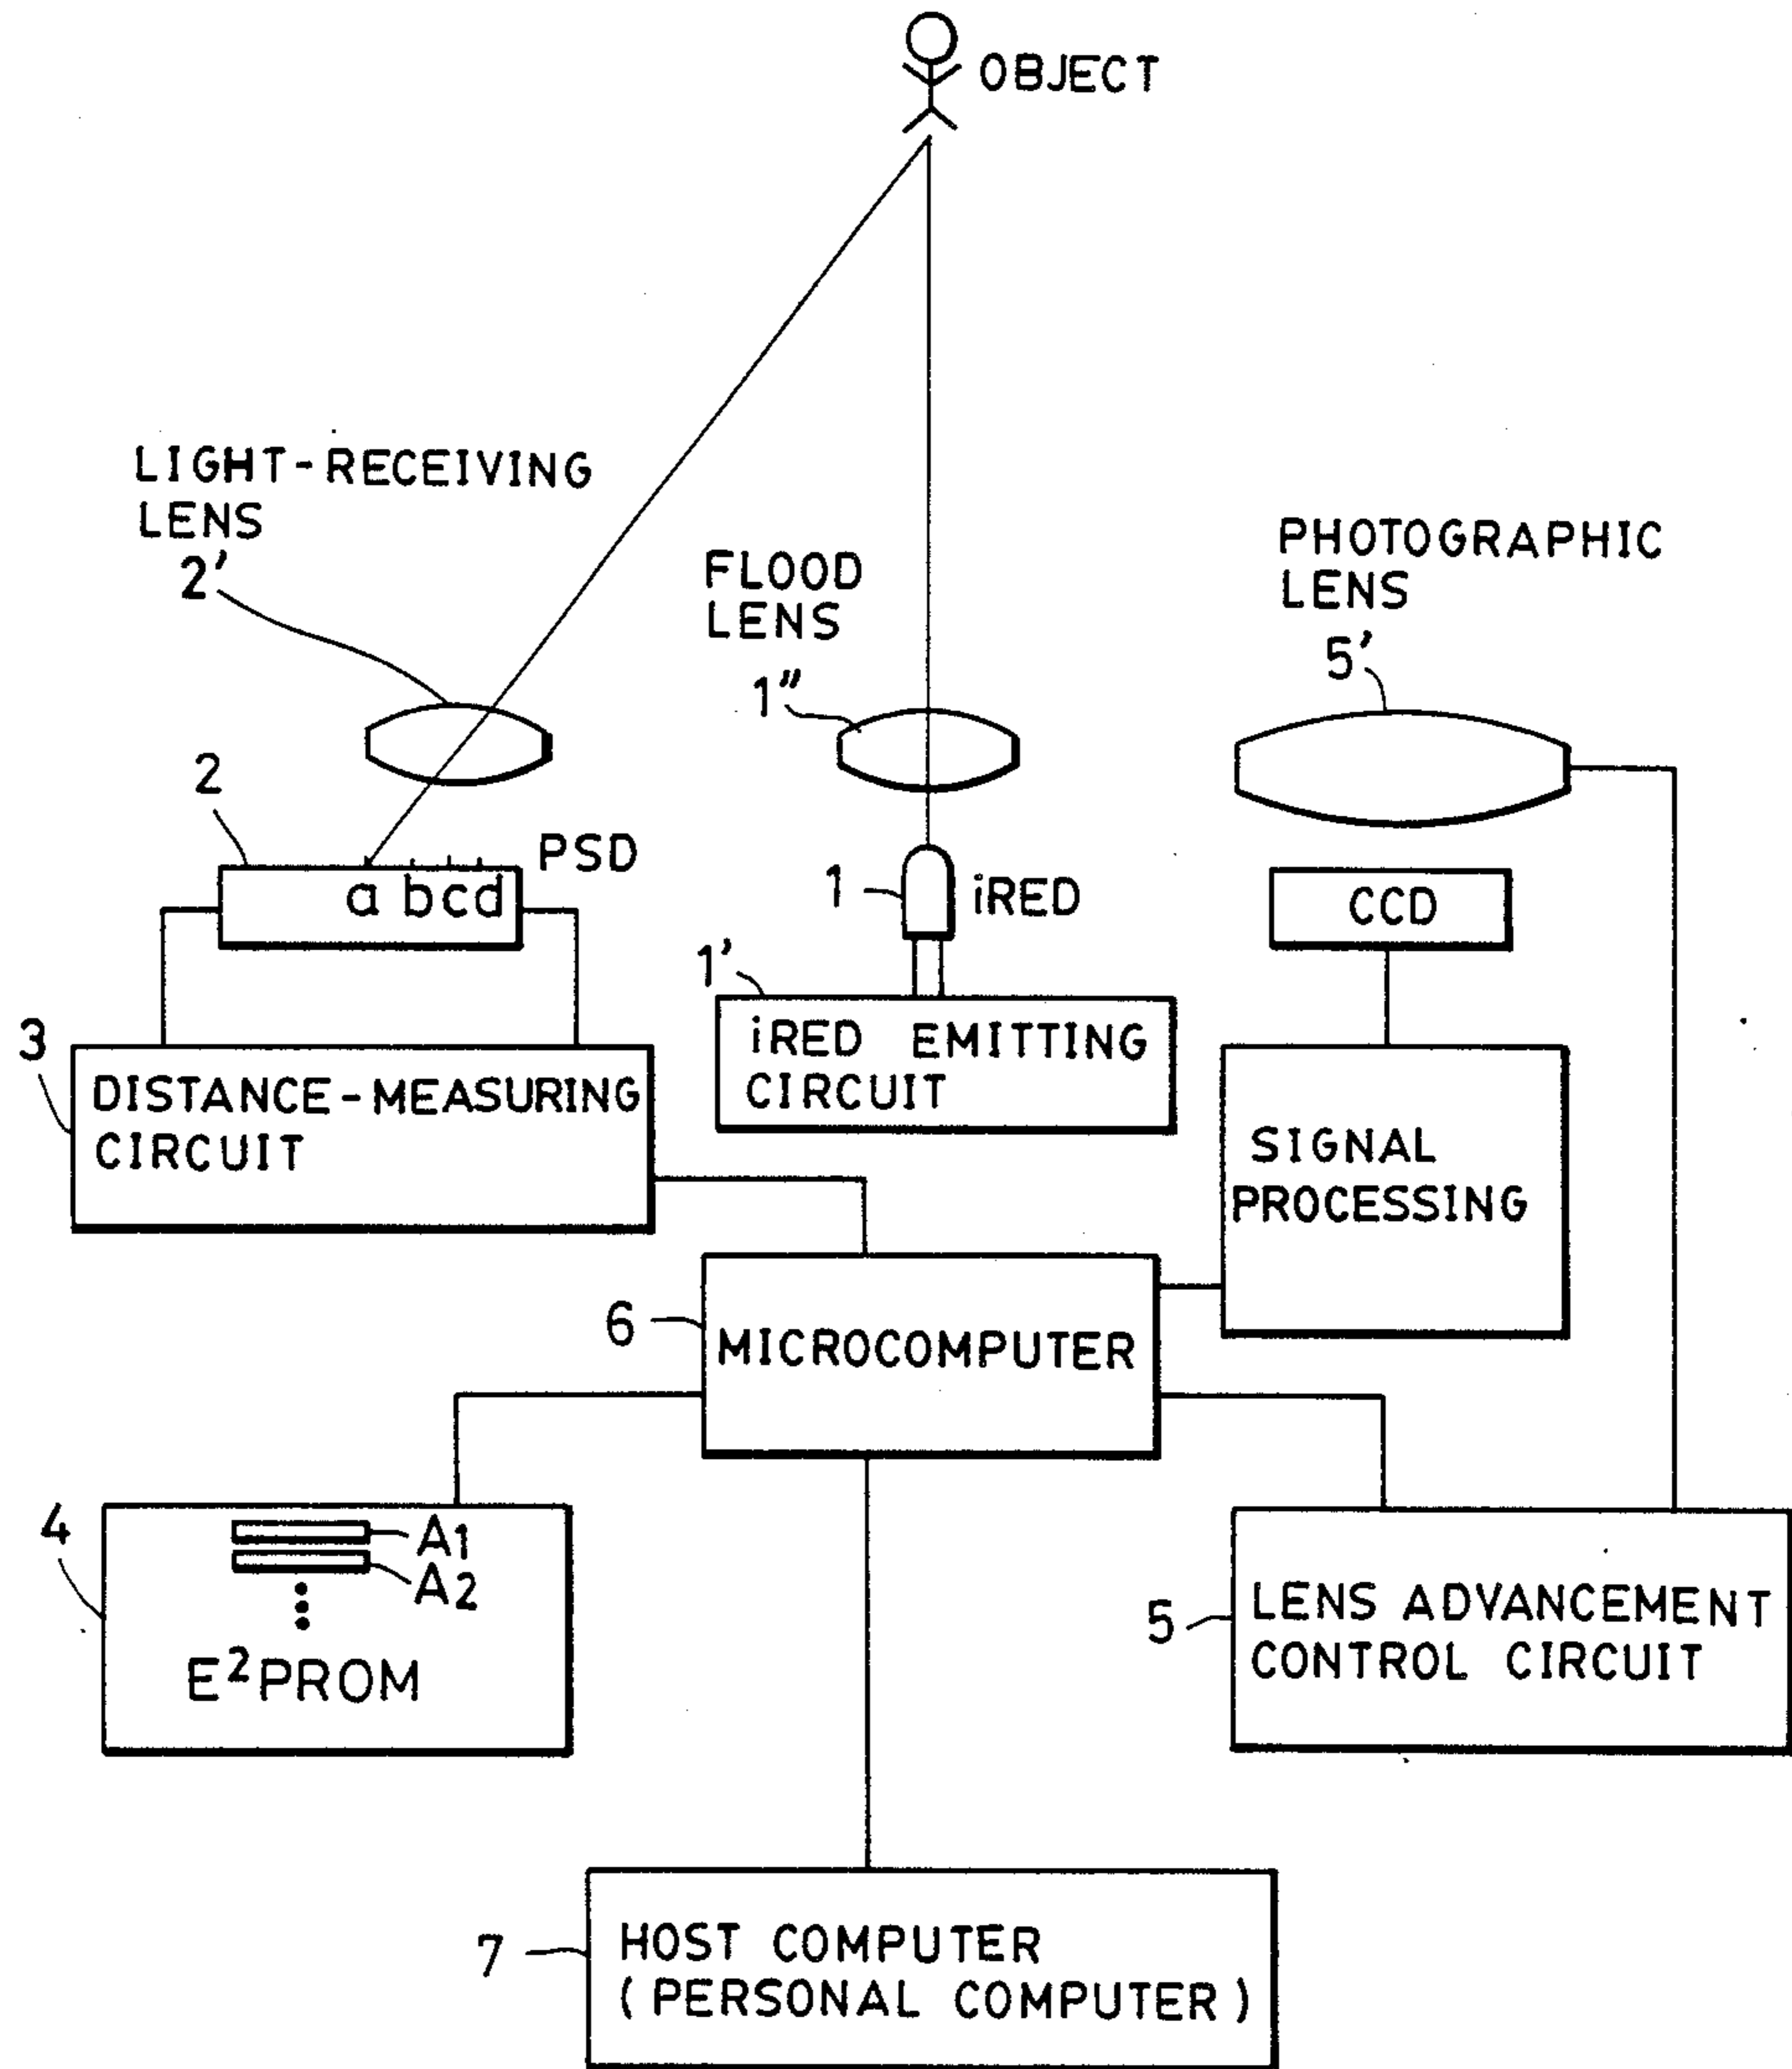 OBJECT
LIGHT-RECEIVING
LENS
2'
FLOOD
LENS
1"
PHOTOGRAPHIC
LENS
5'
2
PSD
a b c d
1
iRED
CCD
1'
iRED EMITTING
CIRCUIT
3
DISTANCE-MEASURING
CIRCUIT
SIGNAL
PROCESSING
6
MICROCOMPUTER
4
A1
A2
E²PROM
5
LENS ADVANCEMENT
CONTROL CIRCUIT
7
HOST COMPUTER
(PERSONAL COMPUTER)